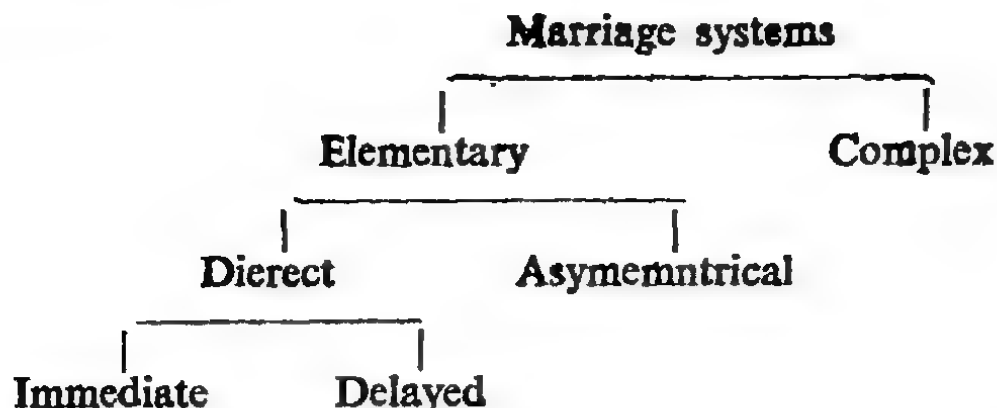 Marriage systems
Elementary Complex
Dierect Asymemntrical
Immediate Delayed